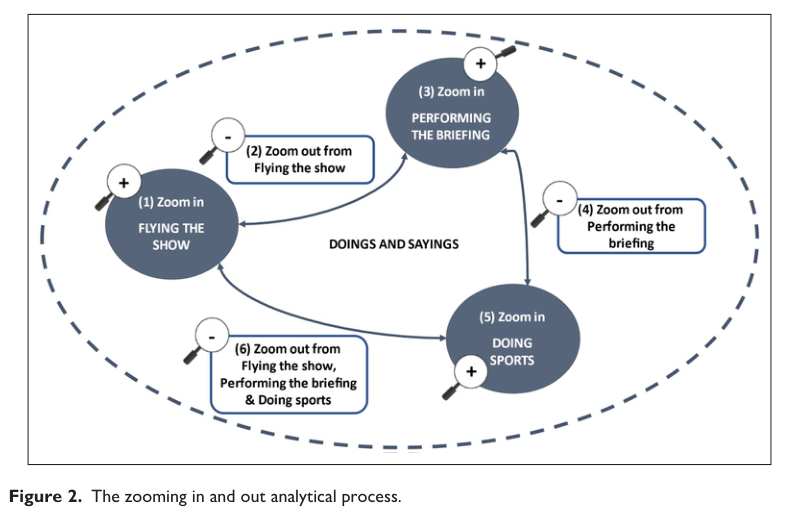 +
(3) Zoom in
PERFORMING
THE BRIEFING
-
(2) Zoom out from
Flying the show
+
(1) Zoom in
FLYING THE
SHOW
-
(4) Zoom out from
Performing the
briefing
DOINGS AND SAYINGS
(5) Zoom in
DOING
SPORTS
+
-
(6) Zoom out from
Flying the show,
Performing the briefing
& Doing sports
Figure 2. The zooming in and out analytical process.